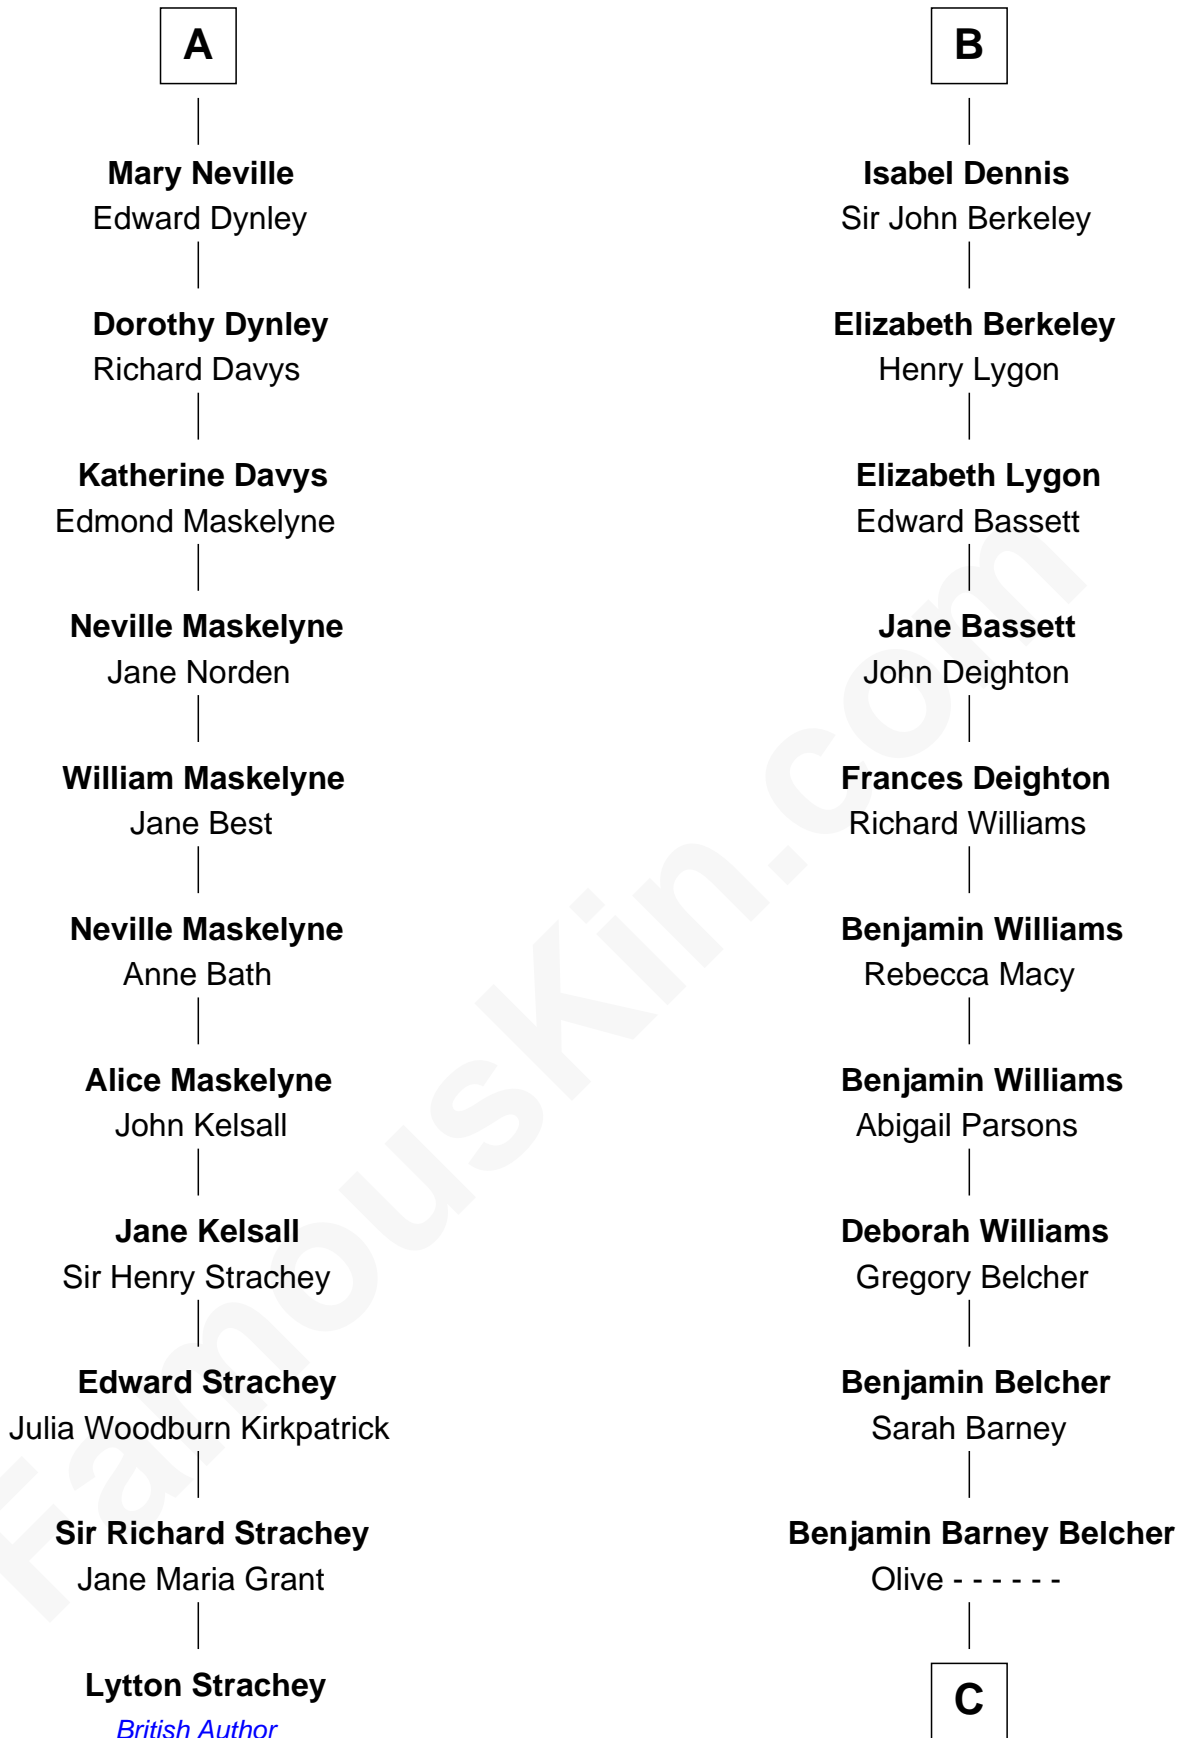 A
Mary Neville
Edward Dynley
Dorothy Dynley
Richard Davys
Katherine Davys
Edmond Maskelyne
Neville Maskelyne
Jane Norden
William Maskelyne
Jane Best
Neville Maskelyne
Anne Bath
Alice Maskelyne
John Kelsall
Jane Kelsall
Sir Henry Strachey
Edward Strachey
Julia Woodburn Kirkpatrick
Sir Richard Strachey
Jane Maria Grant
Lytton Strachey
British Author
B
Isabel Dennis
Sir John Berkeley
Elizabeth Berkeley
Henry Lygon
Elizabeth Lygon
Edward Bassett
Jane Bassett
John Deighton
Frances Deighton
Richard Williams
Benjamin Williams
Rebecca Macy
Benjamin Williams
Abigail Parsons
Deborah Williams
Gregory Belcher
Benjamin Belcher
Sarah Barney
Benjamin Barney Belcher
Olive - - - - - -
C
FamousKin.com